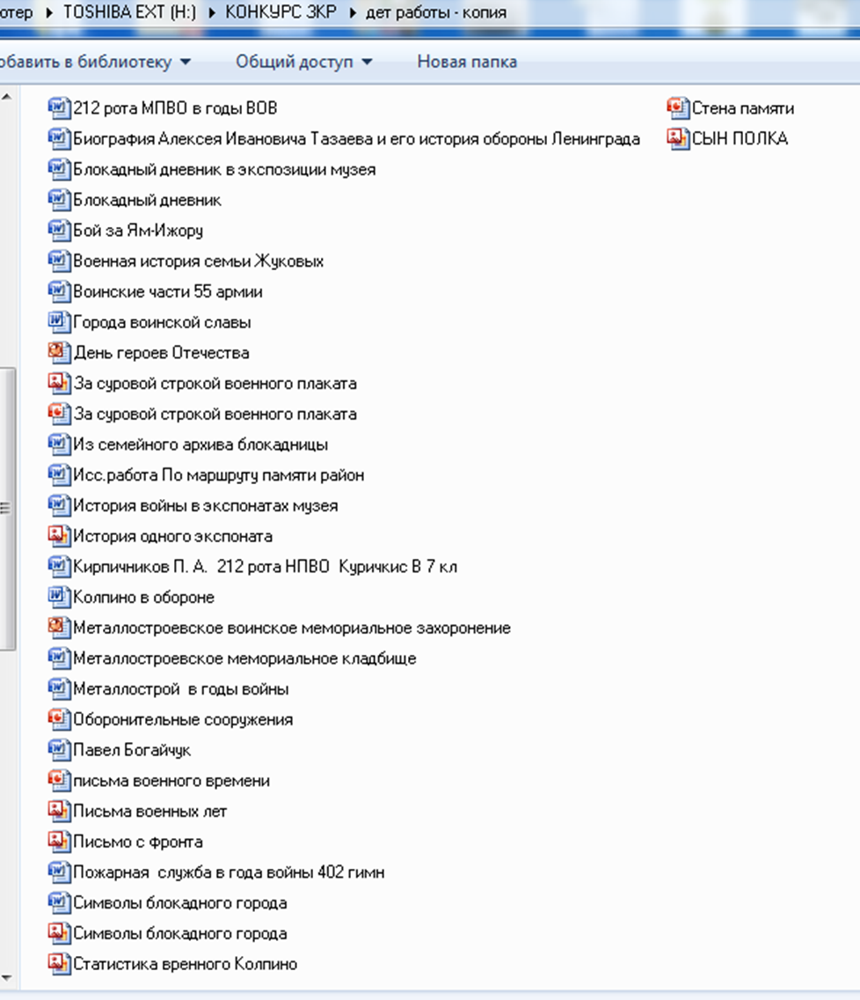 отер ▸ TOSHIBA EXT (H:) ▸ КОНКУРС ЗКР ▸ дет работы - копия
обавить в библиотеку ▼ Общий доступ ▼ Новая папка
212 рота МПВО в годы ВОВ
Биография Алексея Ивановича Тазаева и его история обороны Ленинграда
Блокадный дневник в экспозиции музея
Блокадный дневник
Бой за Ям-Ижору
Военная история семьи Жуковых
Воинские части 55 армии
Города воинской славы
День героев Отечества
За суровой строкой военного плаката
За суровой строкой военного плаката
Из семейного архива блокадницы
Исс.работа По маршруту памяти район
История войны в экспонатах музея
История одного экспоната
Кирпичников П. А.  212 рота НПВО  Куричкис В 7 кл
Колпино в обороне
Металлостроевское воинское мемориальное захоронение
Металлостроевское мемориальное кладбище
Металлострой  в годы войны
Оборонительные сооружения
Павел Богайчук
письма военного времени
Письма военных лет
Письмо с фронта
Пожарная  служба в года войны 402 гимн
Символы блокадного города
Символы блокадного города
Статистика вренного Колпино
Стена памяти
СЫН ПОЛКА